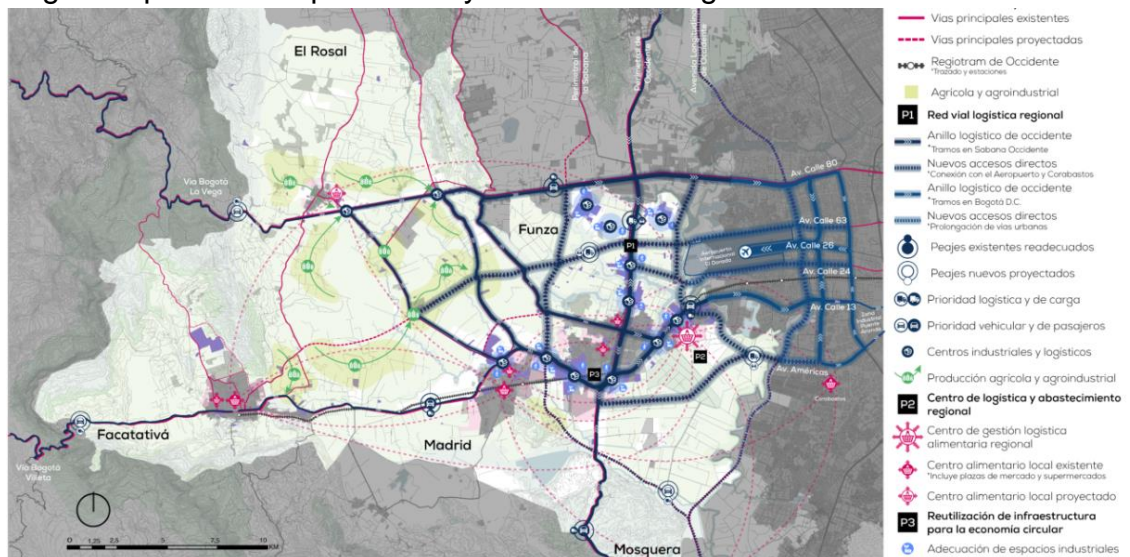 El Rosal
Vía Bogotá
La Vega
Funza
Av. Calle 80
Av. Calle 63
Av. Calle 26
Av. Calle 24
Av. Calle 13
Av. Américas
Corabastos
P1
P2
P3
Facatativá
Madrid
Mosquera
Vía Bogotá
Villeta
0 1,25 2,5 5 7,5 10
KM
Vías principales existentes
Vías principales proyectadas
Regiotram de Occidente
*Trazado y estaciones
Agrícola y agroindustrial
P1 Red vial logística regional
Anillo logístico de occidente
*Tramos en Sabana Occidente
Nuevos accesos directos
*Conexión con el Aeropuerto y Corabastos
Anillo logístico de occidente
*Tramos en Bogotá D.C.
Nuevos accesos directos
*Prolongación de vías urbanas
Peajes existentes readecuados
Peajes nuevos proyectados
Prioridad logística y de carga
Prioridad vehicular y de pasajeros
Centros industriales y logísticos
Producción agrícola y agroindustrial
P2 Centro de logística y abastecimiento
regional
Centro de gestión logística
alimentaria regional
Centro alimentario local existente
*Incluye plazas de mercado y supermercados
Centro alimentario local proyectado
P3 Reutilización de infraestructura
para la economía circular
Adecuación de espacios industriales